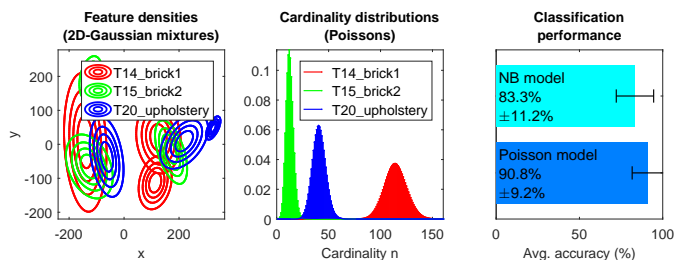 Feature densities
(2D-Gaussian mixtures)
T14_brick1
T15_brick2
T20_upholstery
200
100
0
-100
-200
y
-200
0
200
x
Cardinality distributions
(Poissons)
T14_brick1
T15_brick2
T20_upholstery
0.1
0.08
0.06
0.04
0.02
0
0
50
100
150
Cardinality n
Classification
performance
NB model
83.3%
±11.2%
Poisson model
90.8%
±9.2%
0
50
100
Avg. accuracy (%)